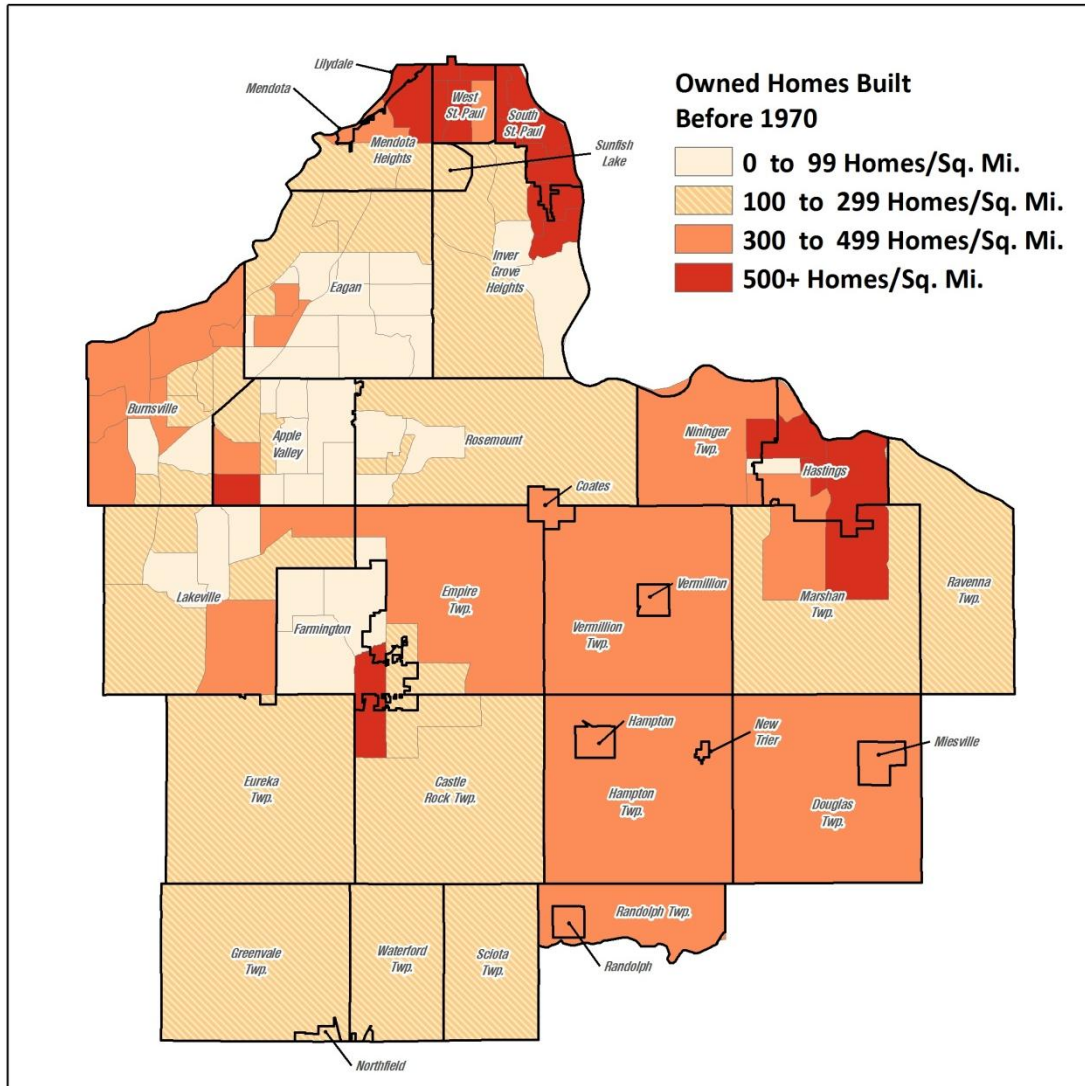 Lilydale
Mendota
West
St. Paul
South
St. Paul
Mendota
Heights
Sunfish
Lake
Owned Homes Built
Before 1970
0 to 99 Homes/Sq. Mi.
100 to 299 Homes/Sq. Mi.
300 to 499 Homes/Sq. Mi.
500+ Homes/Sq. Mi.
Inver
Grove
Heights
Eagan
Burnsville
Apple
Valley
Rosemount
Nininger
Twp.
Hastings
Coates
Lakeville
Farmington
Empire
Twp.
Vermillion
Vermillion
Twp.
Marshan
Twp.
Ravenna
Twp.
Hampton
New
Trier
Miesville
Eureka
Twp.
Castle
Rock Twp.
Hampton
Twp.
Douglas
Twp.
Randolph Twp.
Greenvale
Twp.
Waterford
Twp.
Sciota
Twp.
Randolph
Northfield